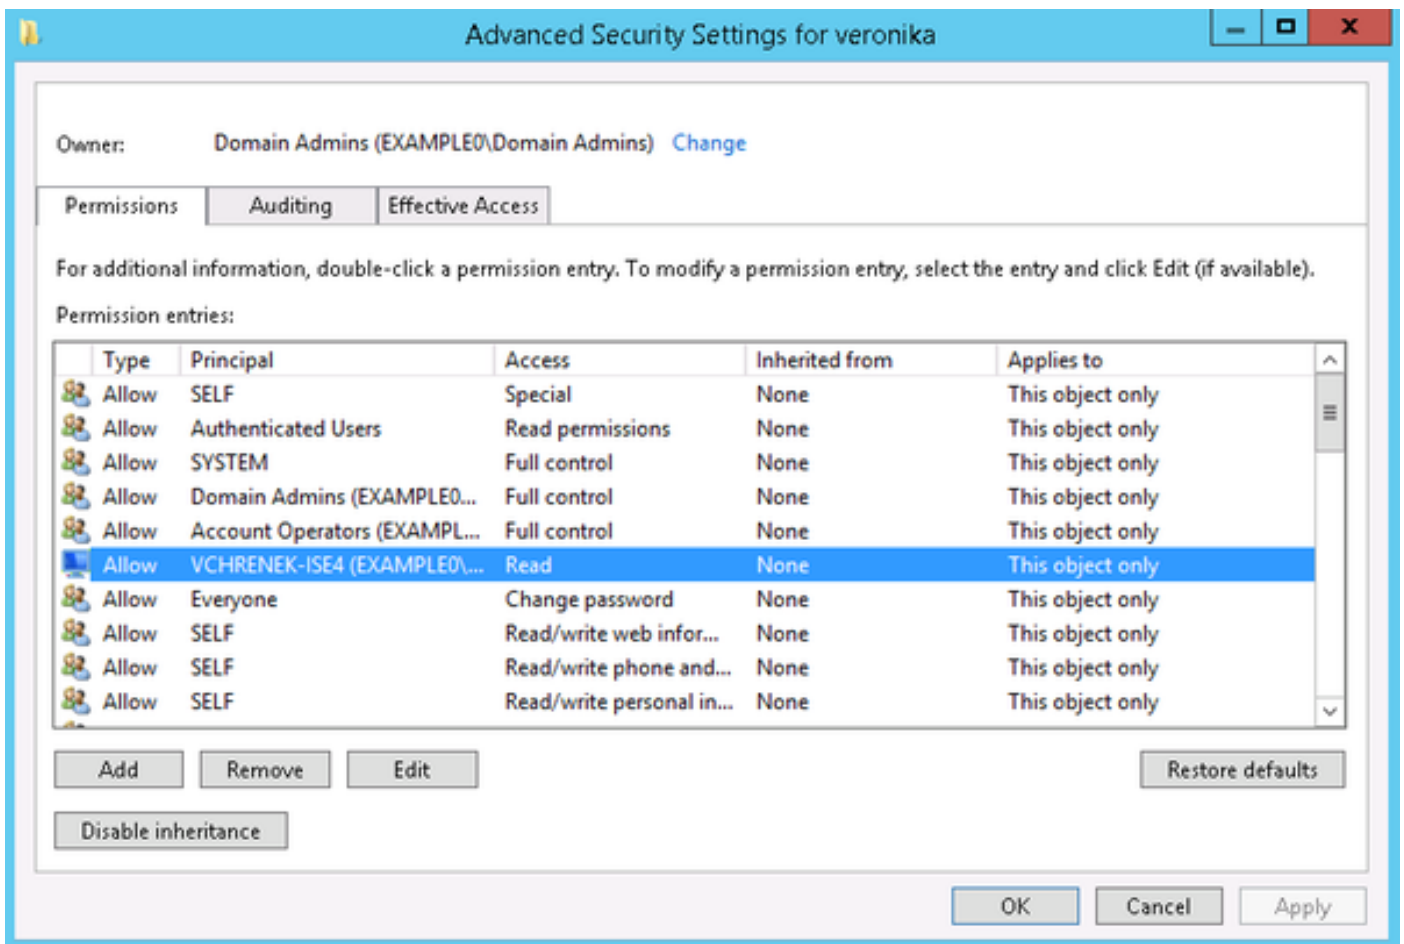 Advanced Security Settings for veronika
Owner: Domain Admins (EXAMPLE0\Domain Admins) Change
Permissions Auditing Effective Access
For additional information, double-click a permission entry. To modify a permission entry, select the entry and click Edit (if available).
Permission entries:
Type Principal Access Inherited from Applies to
Allow SELF Special None This object only
Allow Authenticated Users Read permissions None This object only
Allow SYSTEM Full control None This object only
Allow Domain Admins (EXAMPLE0... Full control None This object only
Allow Account Operators (EXAMPL... Full control None This object only
Allow VCHRENEK-ISE4 (EXAMPLE0\... Read None This object only
Allow Everyone Change password None This object only
Allow SELF Read/write web infor... None This object only
Allow SELF Read/write phone and... None This object only
Allow SELF Read/write personal in... None This object only
Add Remove Edit Restore defaults
Disable inheritance
OK Cancel Apply